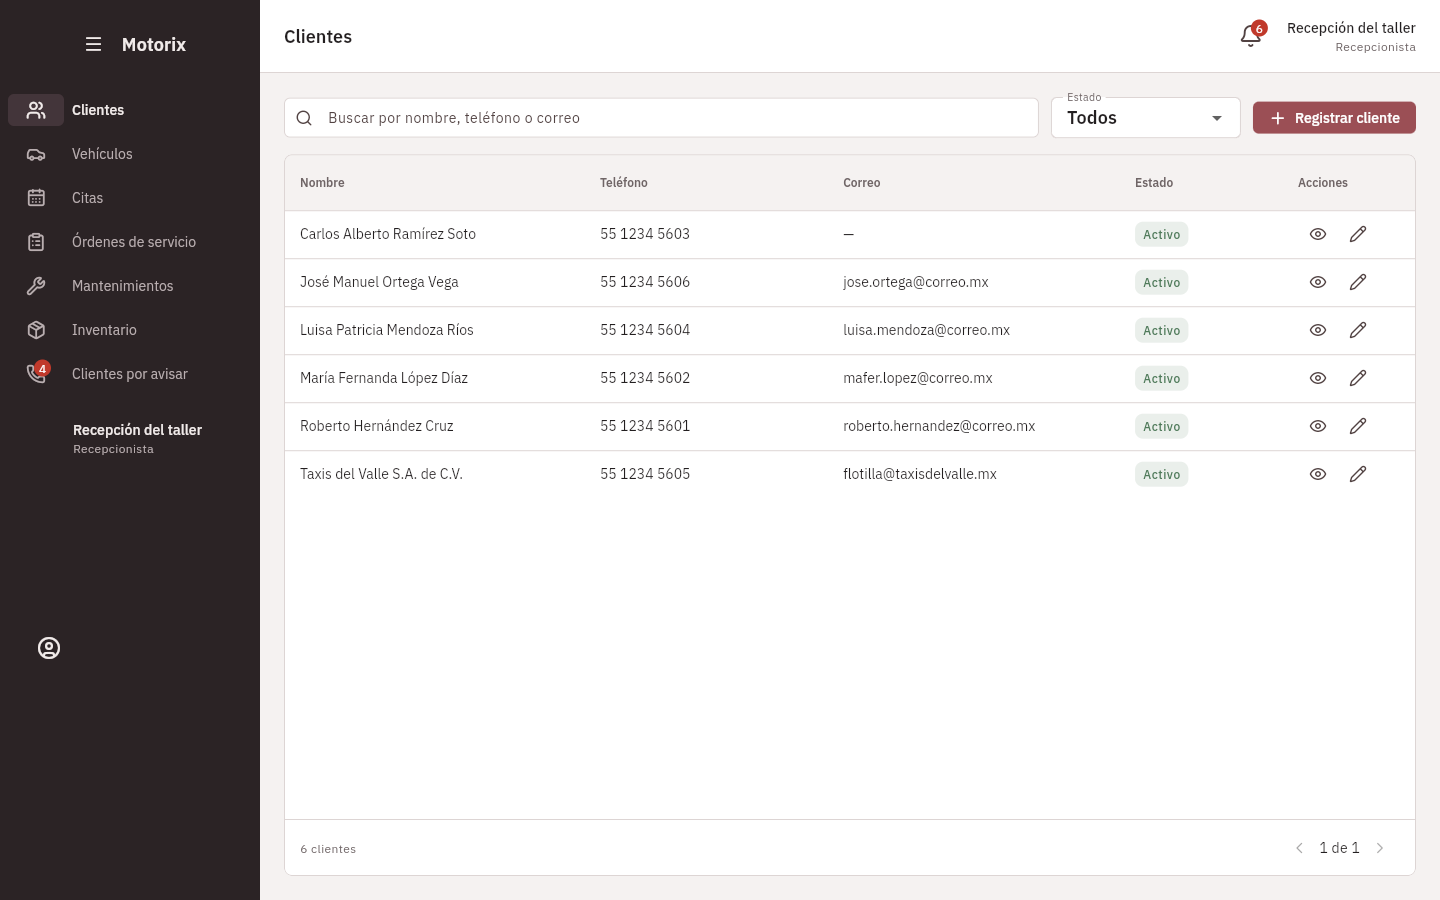 Motorix
Clientes
Vehículos
Citas
Órdenes de servicio
Mantenimientos
Inventario
4
Clientes por avisar
Recepción del taller
Recepcionista
Clientes
6
Recepción del taller
Recepcionista
Buscar por nombre, teléfono o correo
Estado
Todos
Registrar cliente
Nombre Teléfono Correo Estado Acciones
Carlos Alberto Ramírez Soto 55 1234 5603 — Activo
José Manuel Ortega Vega 55 1234 5606 jose.ortega@correo.mx Activo
Luisa Patricia Mendoza Ríos 55 1234 5604 luisa.mendoza@correo.mx Activo
María Fernanda López Díaz 55 1234 5602 mafer.lopez@correo.mx Activo
Roberto Hernández Cruz 55 1234 5601 roberto.hernandez@correo.mx Activo
Taxis del Valle S.A. de C.V. 55 1234 5605 flotilla@taxisdelvalle.mx Activo
6 clientes
1 de 1